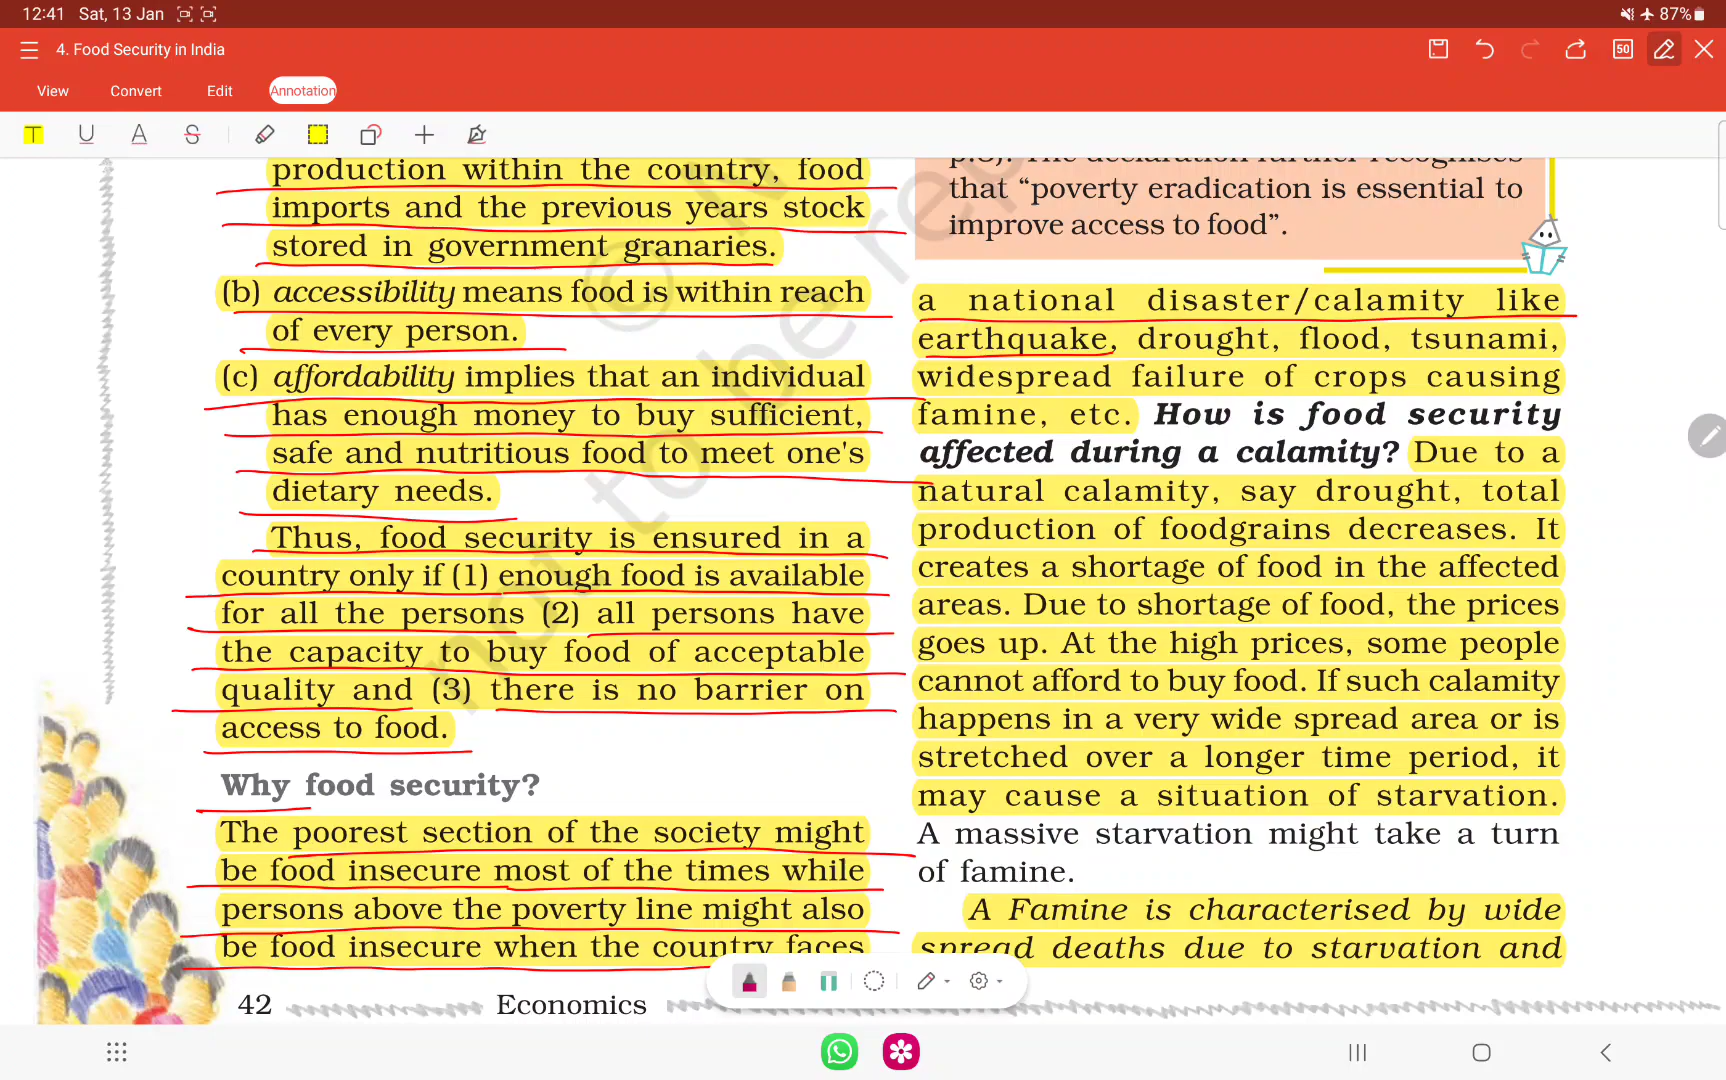 12:41 Sat, 13 Jan
87%
4. Food Security in India
50
View Convert Edit Annotation
T U A S
production within the country, food
imports and the previous years stock
stored in government granaries.
(b) accessibility means food is within reach
of every person.
(c) affordability implies that an individual
has enough money to buy sufficient,
safe and nutritious food to meet one's
dietary needs.
Thus, food security is ensured in a
country only if (1) enough food is available
for all the persons (2) all persons have
the capacity to buy food of acceptable
quality and (3) there is no barrier on
access to food.
Why food security?
The poorest section of the society might
be food insecure most of the times while
persons above the poverty line might also
be food insecure when the country faces
p.3). The declaration further recognises
that “poverty eradication is essential to
improve access to food”.
a national disaster/calamity like
earthquake, drought, flood, tsunami,
widespread failure of crops causing
famine, etc. How is food security
affected during a calamity? Due to a
natural calamity, say drought, total
production of foodgrains decreases. It
creates a shortage of food in the affected
areas. Due to shortage of food, the prices
goes up. At the high prices, some people
cannot afford to buy food. If such calamity
happens in a very wide spread area or is
stretched over a longer time period, it
may cause a situation of starvation.
A massive starvation might take a turn
of famine.
A Famine is characterised by wide
spread deaths due to starvation and
42 Economics
not to be rep